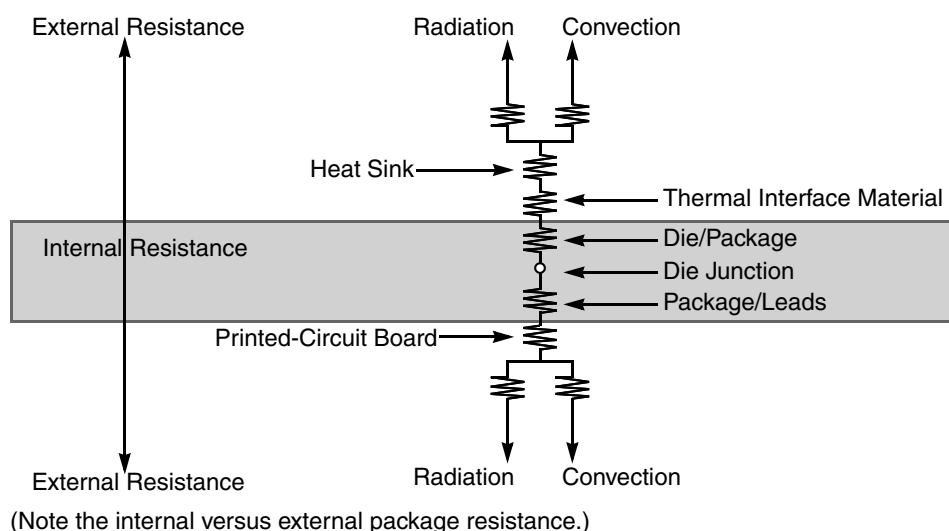 External Resistance
Radiation
Convection
Heat Sink
Thermal Interface Material
Internal Resistance
Die/Package
Die Junction
Package/Leads
Printed-Circuit Board
External Resistance
Radiation
Convection
(Note the internal versus external package resistance.)